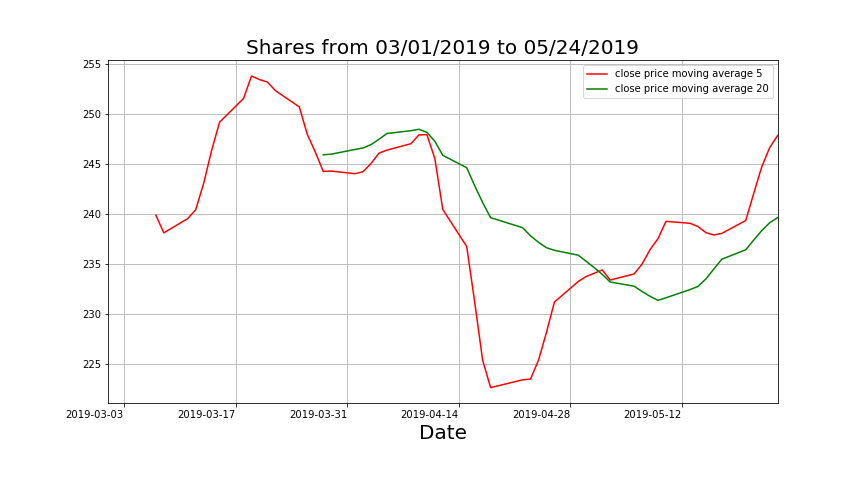 Shares from 03/01/2019 to 05/24/2019
close price moving average 5
close price moving average 20
255
250
245
240
235
230
225
2019-03-03 2019-03-17 2019-03-31 2019-04-14 2019-04-28 2019-05-12
Date